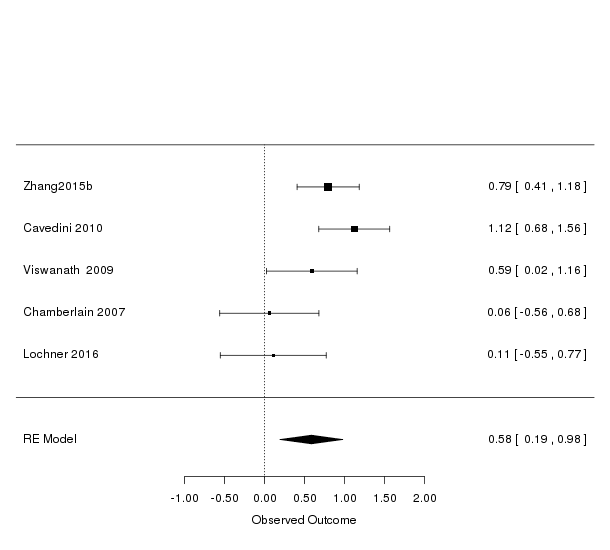 Zhang2015b 0.79 [ 0.41 , 1.18 ]
Cavedini 2010 1.12 [ 0.68 , 1.56 ]
Viswanath 2009 0.59 [ 0.02 , 1.16 ]
Chamberlain 2007 0.06 [ -0.56 , 0.68 ]
Lochner 2016 0.11 [ -0.55 , 0.77 ]
RE Model 0.58 [ 0.19 , 0.98 ]
-1.00 -0.50 0.00 0.50 1.00 1.50 2.00
Observed Outcome